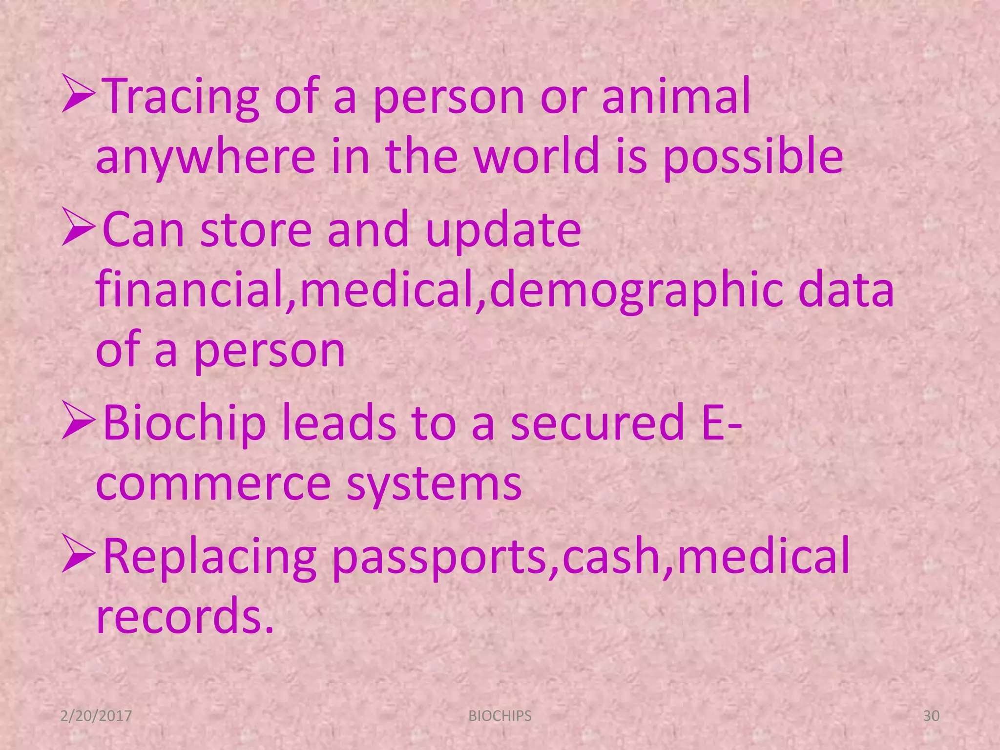 ➢Tracing of a person or animal
anywhere in the world is possible
➢Can store and update
financial,medical,demographic data
of a person
➢Biochip leads to a secured E-
commerce systems
➢Replacing passports,cash,medical
records.
2/20/2017 BIOCHIPS 30